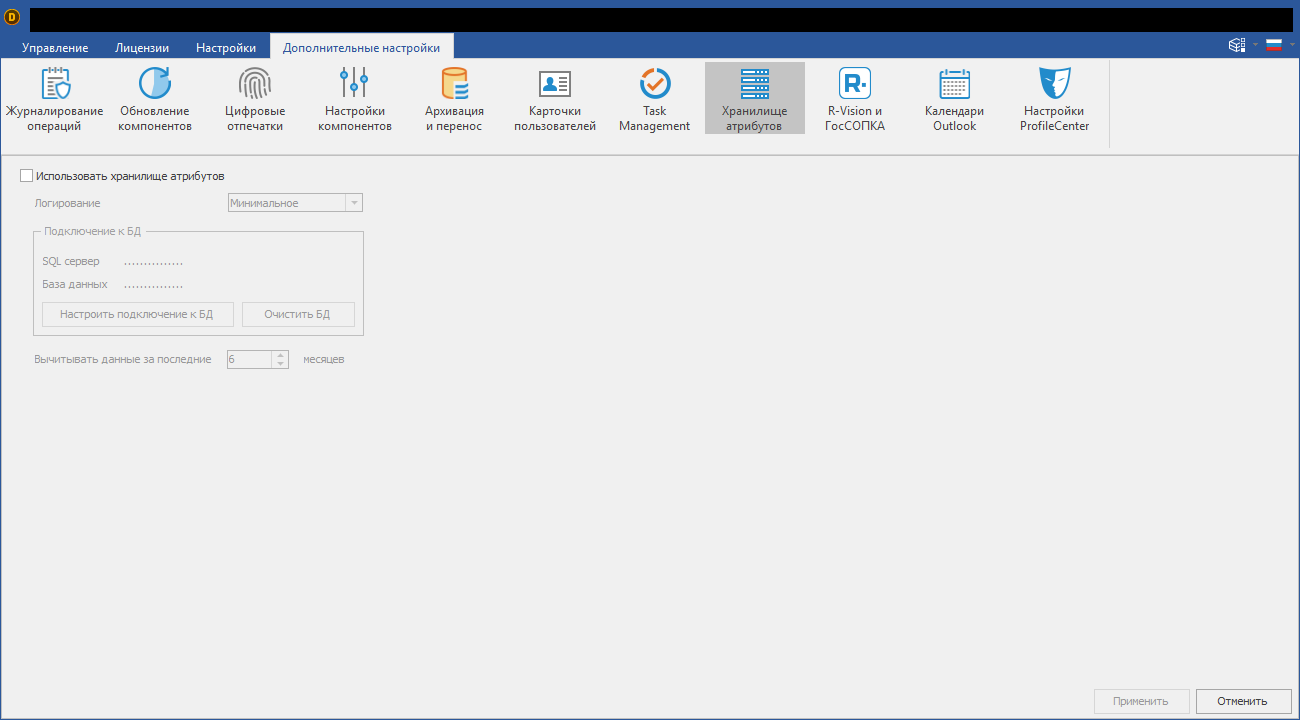 D
Управление Лицензии Настройки Дополнительные настройки
Журналирование операций
Обновление компонентов
Цифровые отпечатки
Настройки компонентов
Архивация и перенос
Карточки пользователей
Task Management
Хранилище атрибутов
R.
R-Vision и ГосСОПКА
Календари Outlook
Настройки ProfileCenter
Использовать хранилище атрибутов
Логирование Минимальное
Подключение к БД
SQL сервер ...............
База данных ...............
Настроить подключение к БД Очистить БД
Вычитывать данные за последние 6 месяцев
Применить Отменить